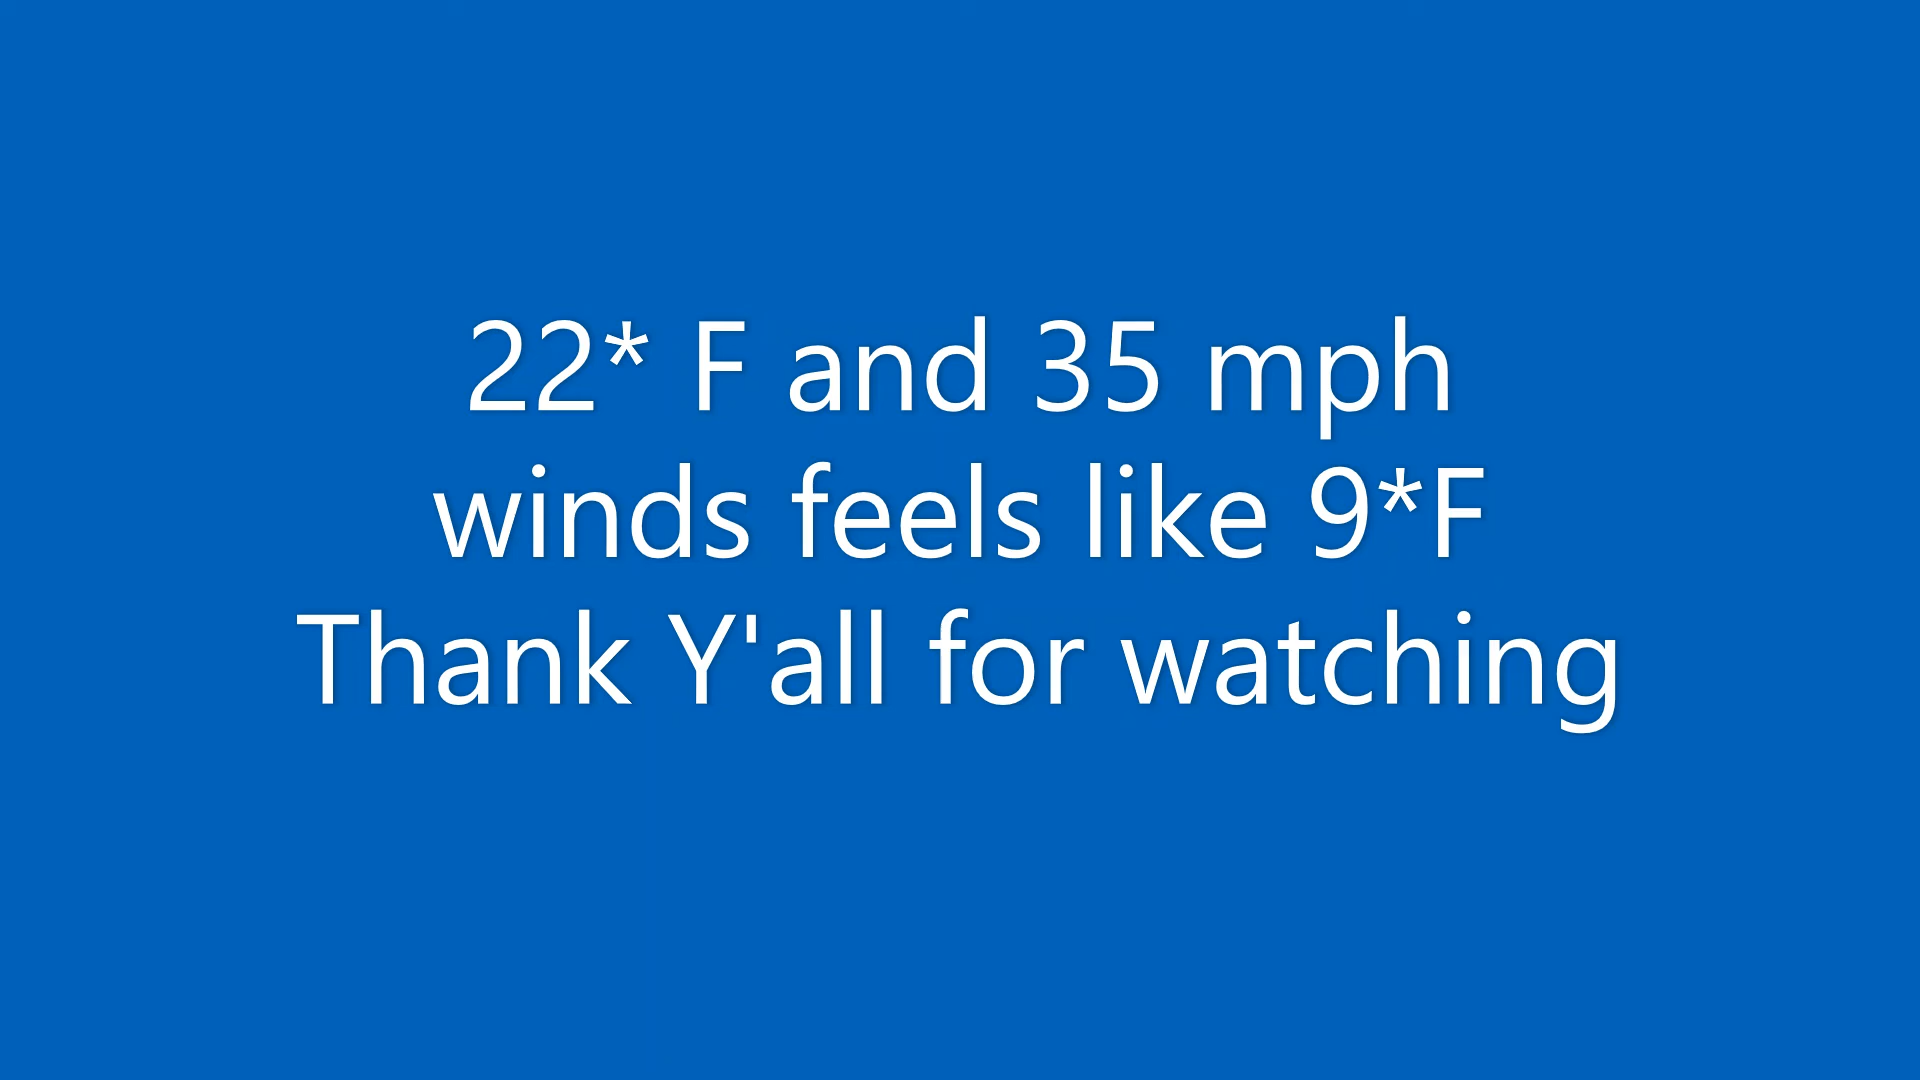 22* F and 35 mph
winds feels like 9*F
Thank Y'all for watching